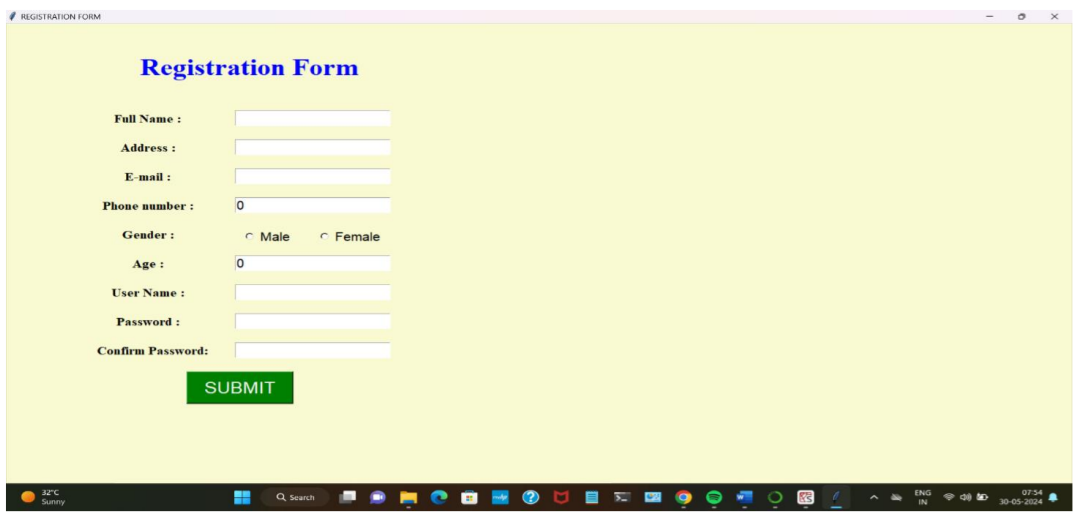 REGISTRATION FORM
Registration Form
Full Name :
Address :
E-mail :
Phone number : 0
Gender : Male Female
Age : 0
User Name :
Password :
Confirm Password:
SUBMIT
32°C
Sunny
Search
ENG
IN
07:54
30-05-2024